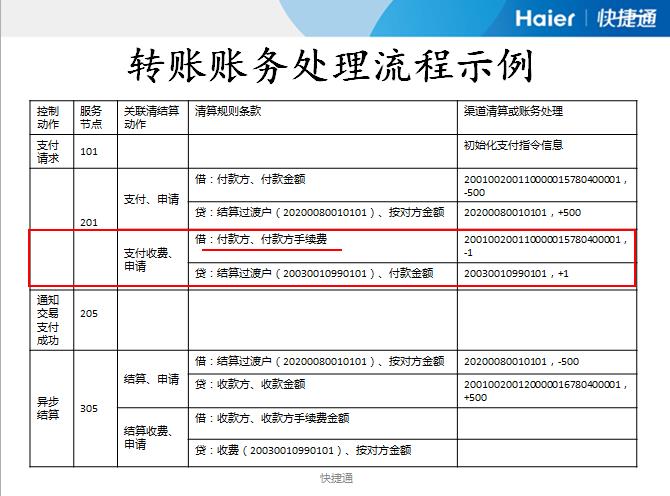 Haier 快捷通
转账账务处理流程示例
控制动作 服务节点 关联清结算动作 清算规则条款 渠道清算或账务处理
支付请求 101 初始化支付指令信息
201 支付、申请 借：付款方、付款金额 200100200110000015780400001，-500
贷：结算过渡户（20200080010101）、按对方金额 20200080010101，+500
支付收费、申请 借：付款方、付款方手续费 200100200110000015780400001，-1
贷：结算过渡户（20030010990101）、付款金额 20030010990101，+1
通知交易支付成功 205
异步结算 305 结算、申请 借：结算过渡户（20200080010101）、按对方金额 20200080010101，-500
贷：收款方、收款金额 200100200120000016780400001，+500
结算收费、申请 借：收款方、收款方手续费金额
贷：收费（20030010990101）、按对方金额
快捷通